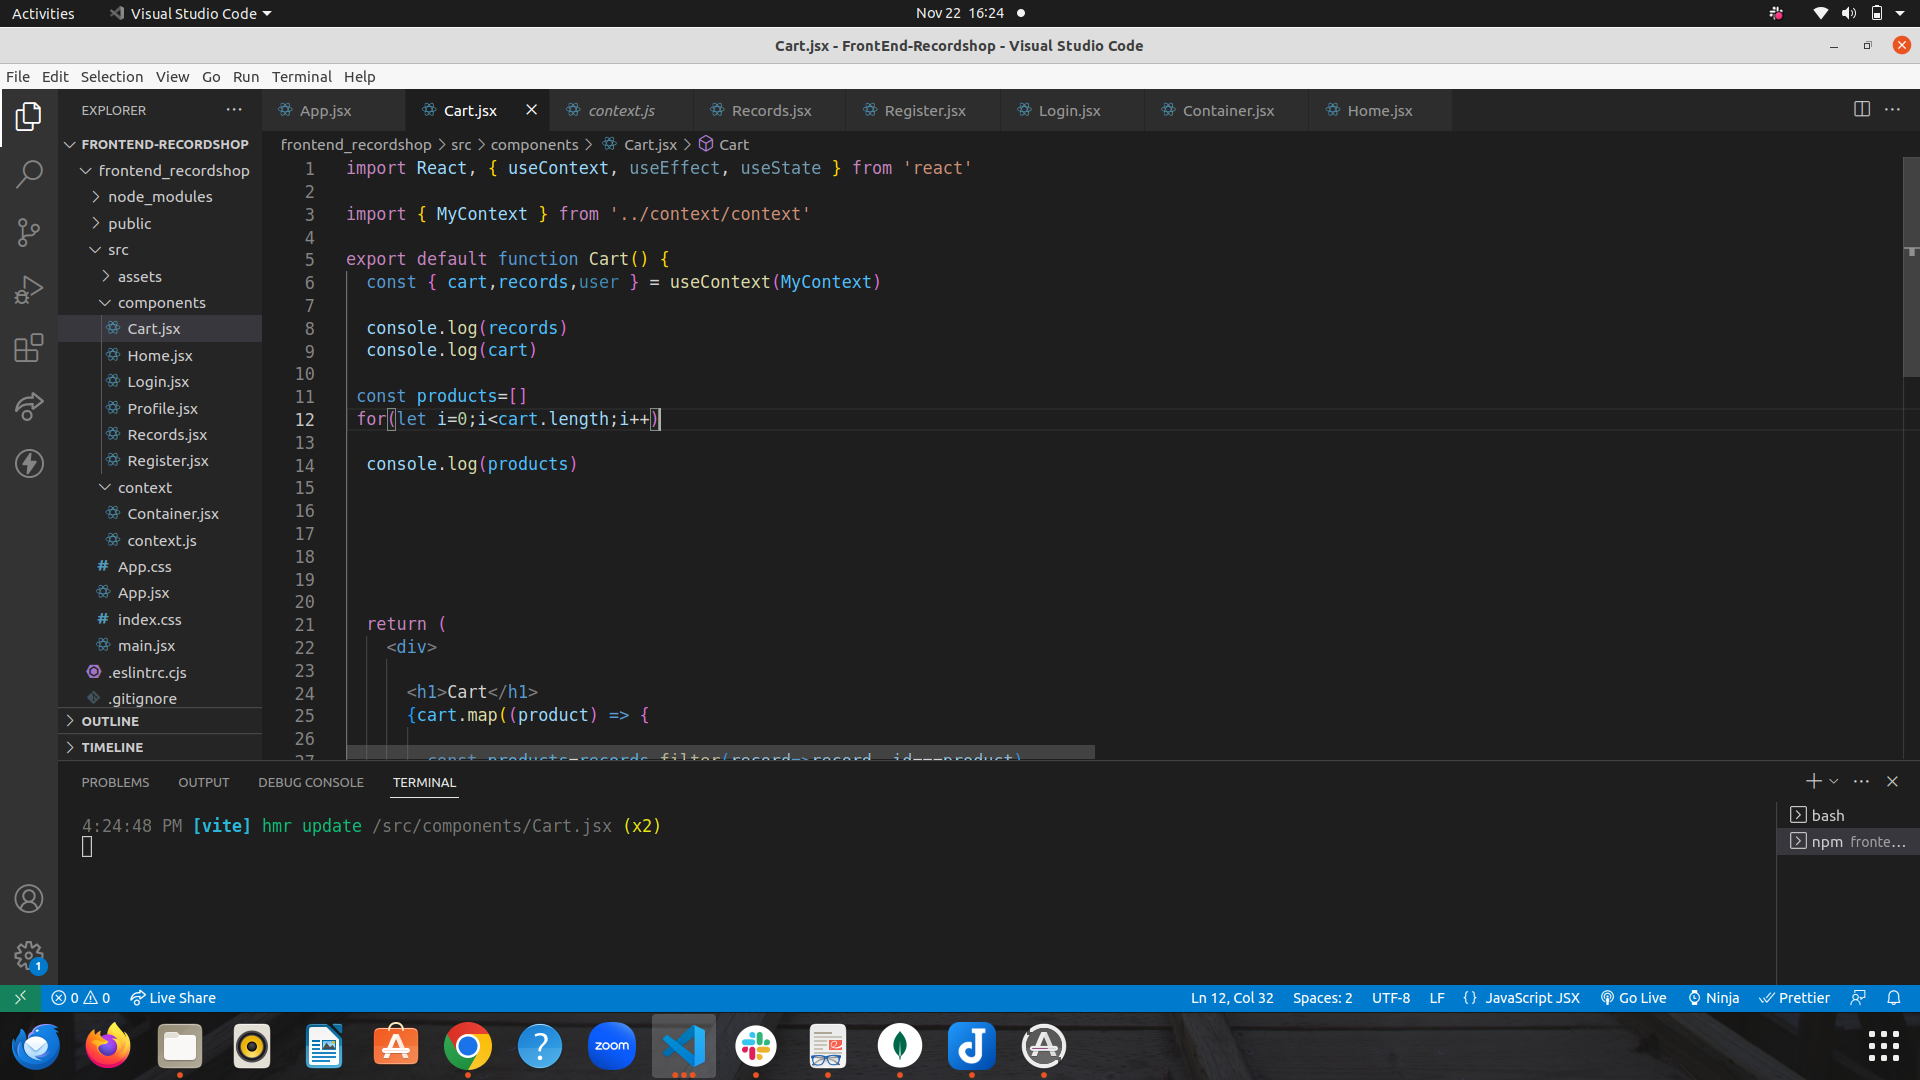 Activities
Visual Studio Code
Nov 22 16:24
Cart.jsx - FrontEnd-Recordshop - Visual Studio Code
File Edit Selection View Go Run Terminal Help
EXPLORER
FRONTEND-RECORDSHOP
frontend_recordshop
node_modules
public
src
assets
components
Cart.jsx
Home.jsx
Login.jsx
Profile.jsx
Records.jsx
Register.jsx
context
Container.jsx
context.js
App.css
App.jsx
index.css
main.jsx
.eslintrc.cjs
.gitignore
OUTLINE
TIMELINE
App.jsx Cart.jsx context.js Records.jsx Register.jsx Login.jsx Container.jsx Home.jsx
frontend_recordshop > src > components > Cart.jsx > Cart
1 import React, { useContext, useEffect, useState } from 'react'
2
3 import { MyContext } from '../context/context'
4
5 export default function Cart() {
6 const { cart,records,user } = useContext(MyContext)
7
8 console.log(records)
9 console.log(cart)
10
11 const products=[]
12 for(let i=0;i<cart.length;i++)
13
14 console.log(products)
15
16
17
18
19
20
21 return (
22 <div>
23
24 <h1>Cart</h1>
25 {cart.map((product) => {
26
27 const products=records.filter(record=>record._id===product)
PROBLEMS OUTPUT DEBUG CONSOLE TERMINAL
4:24:48 PM [vite] hmr update /src/components/Cart.jsx (x2)
bash
npm fronte...
1
0 0 Live Share
Ln 12, Col 32 Spaces: 2 UTF-8 LF {} JavaScript JSX Go Live Ninja Prettier
zoom